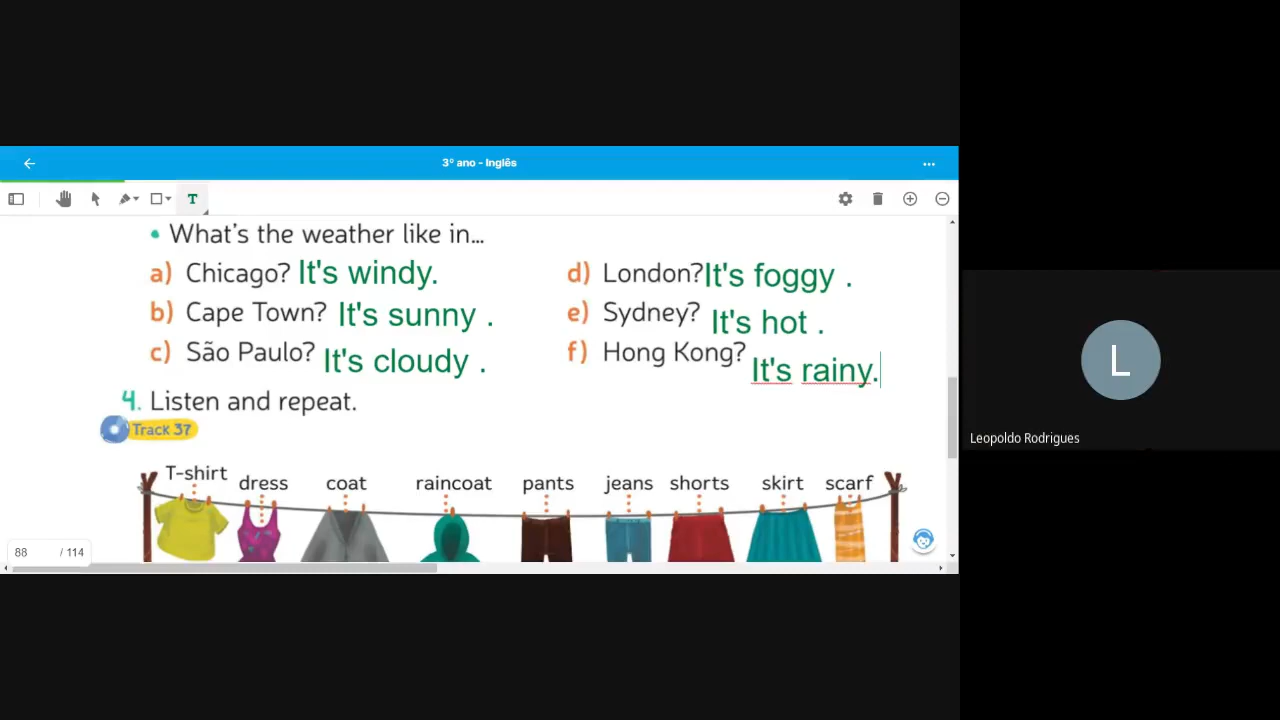 3º ano - Inglês
T
• What's the weather like in...
a) Chicago? It's windy.
b) Cape Town? It's sunny .
c) São Paulo? It's cloudy .
d) London? It's foggy .
e) Sydney? It's hot .
f) Hong Kong? It's rainy.
4. Listen and repeat.
Track 37
T-shirt dress coat raincoat pants jeans shorts skirt scarf
88 / 114
L
Leopoldo Rodrigues